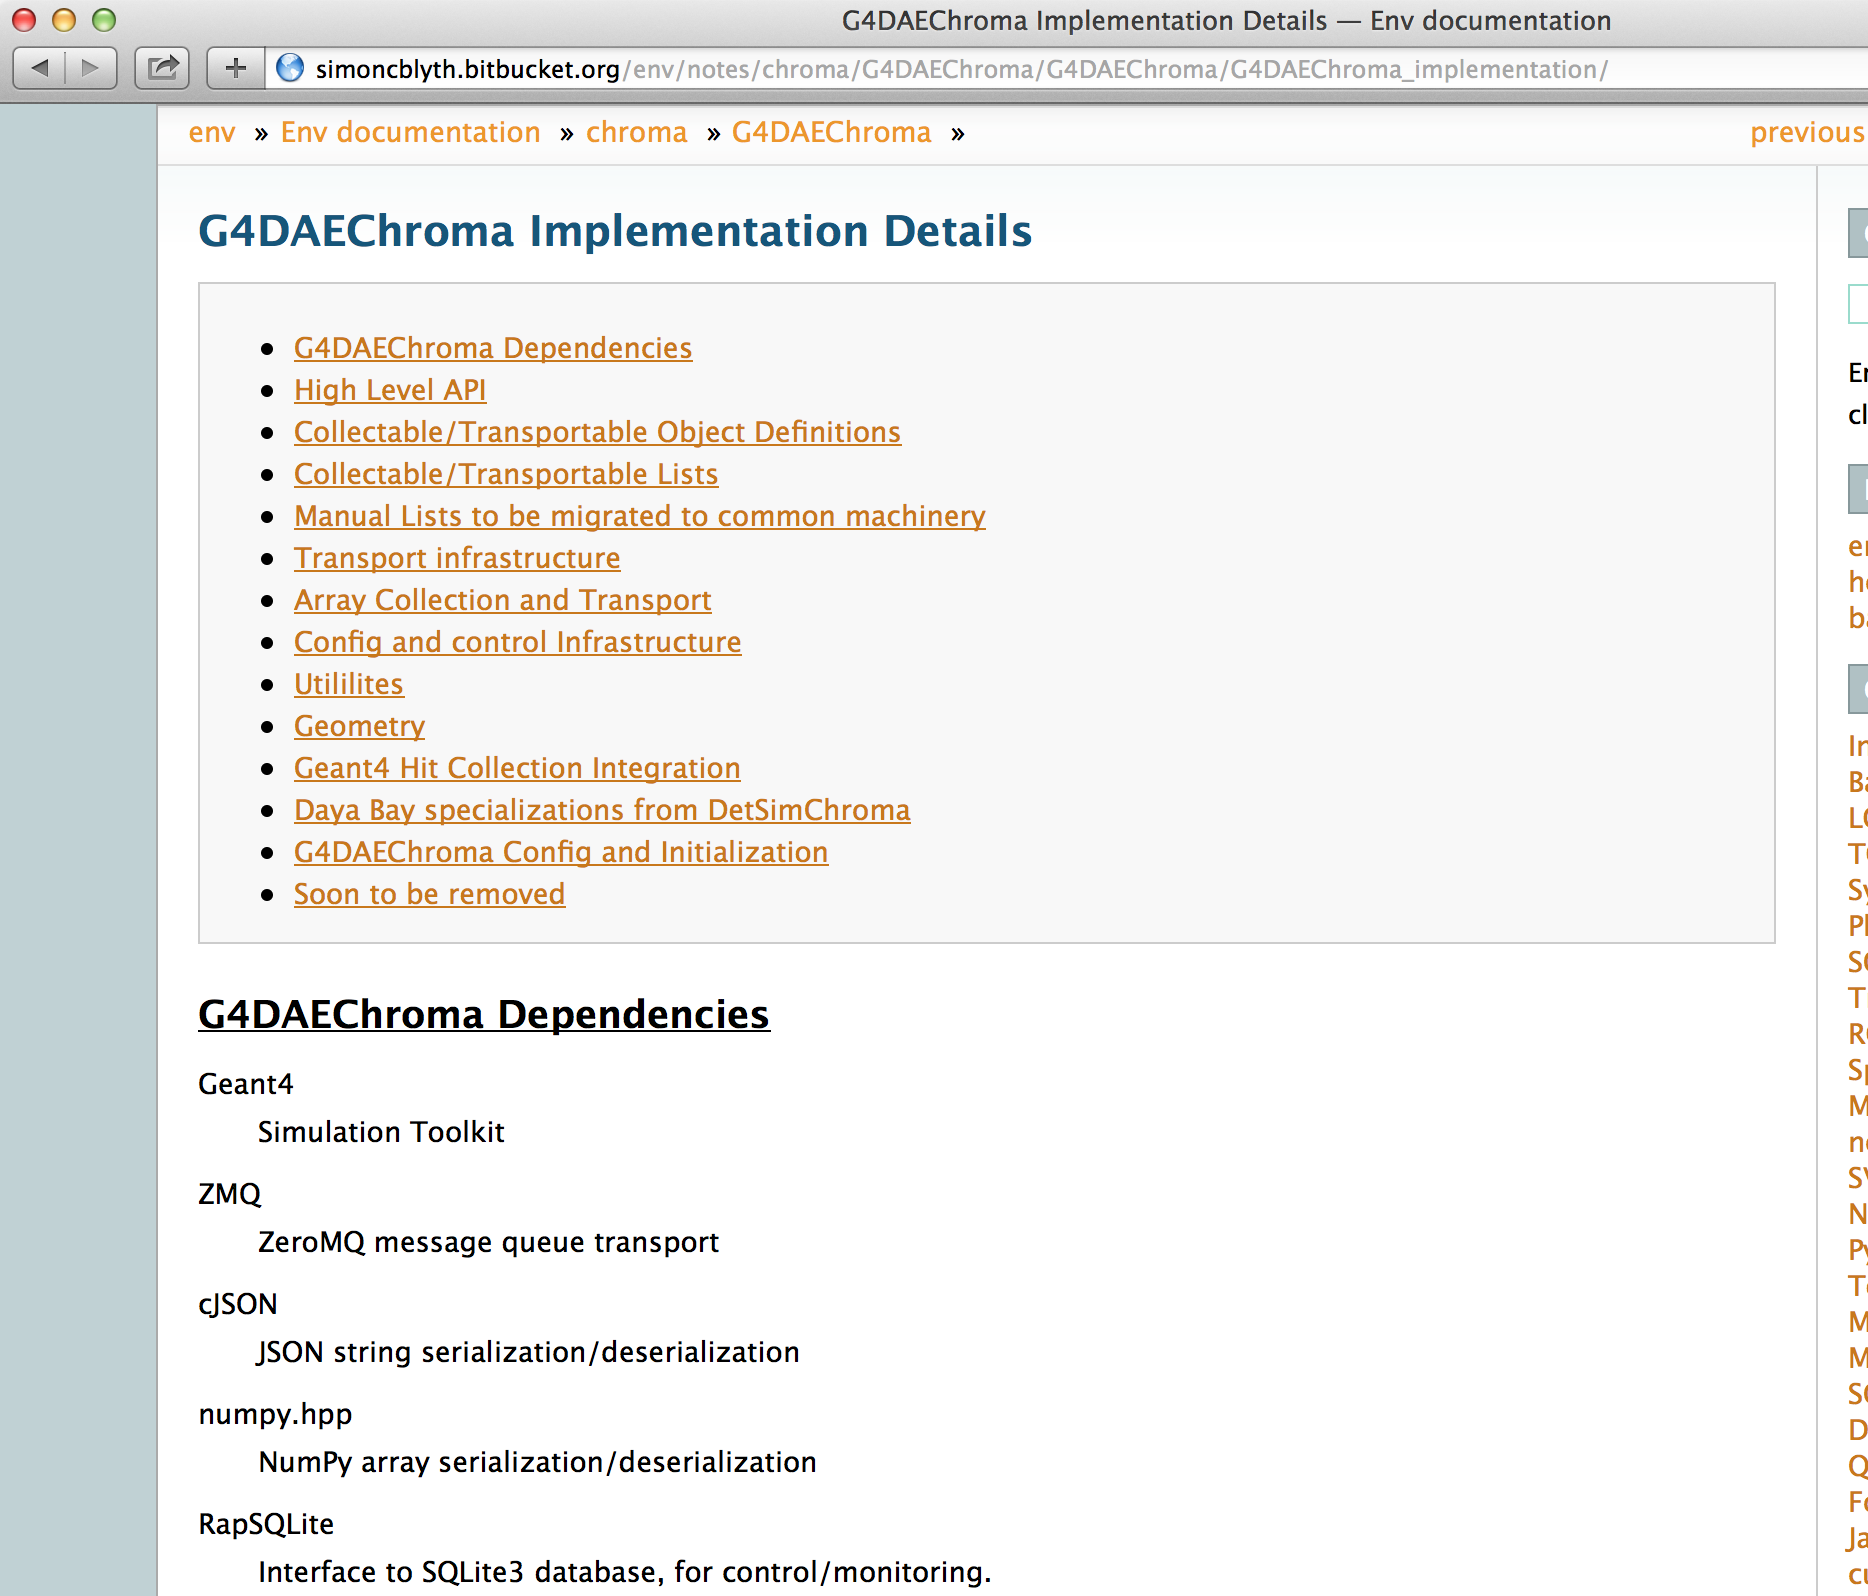 G4DAEChroma Implementation Details — Env documentation
simoncblyth.bitbucket.org/env/notes/chroma/G4DAEChroma/G4DAEChroma/G4DAEChroma_implementation/
env » Env documentation » chroma » G4DAEChroma » previous
G4DAEChroma Implementation Details
G4DAEChroma Dependencies
High Level API
Collectable/Transportable Object Definitions
Collectable/Transportable Lists
Manual Lists to be migrated to common machinery
Transport infrastructure
Array Collection and Transport
Config and control Infrastructure
Utililites
Geometry
Geant4 Hit Collection Integration
Daya Bay specializations from DetSimChroma
G4DAEChroma Config and Initialization
Soon to be removed
G4DAEChroma Dependencies
Geant4
Simulation Toolkit
ZMQ
ZeroMQ message queue transport
cJSON
JSON string serialization/deserialization
numpy.hpp
NumPy array serialization/deserialization
RapSQLite
Interface to SQLite3 database, for control/monitoring.